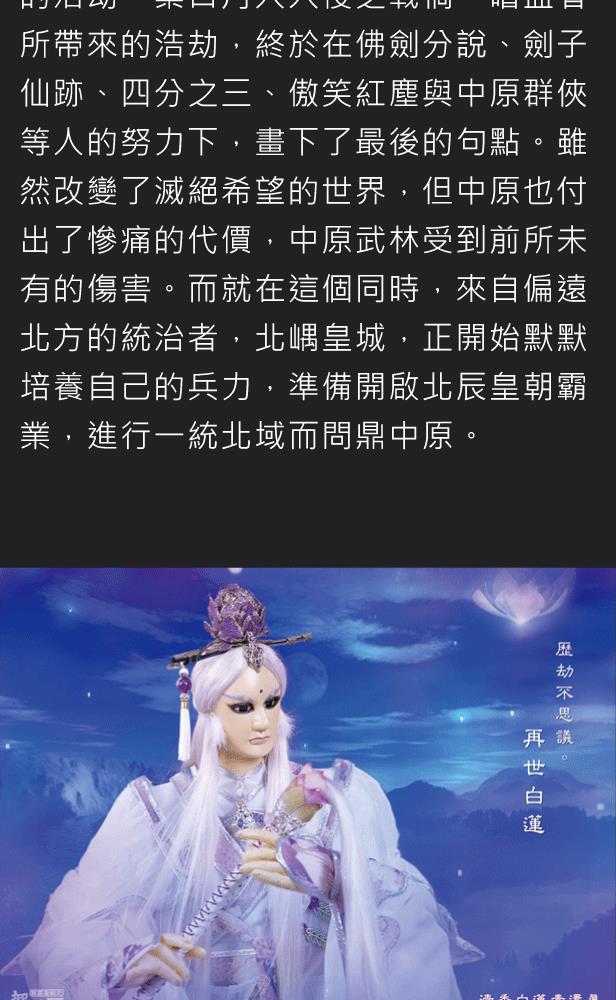 所帶來的浩劫，終於在佛劍分說、劍子
仙跡、四分之三、傲笑紅塵與中原群俠
等人的努力下，畫下了最後的句點。雖
然改變了滅絕希望的世界，但中原也付
出了慘痛的代價，中原武林受到前所未
有的傷害。而就在這個同時，來自偏遠
北方的統治者，北嵎皇城，正開始默默
培養自己的兵力，準備開啟北辰皇朝霸
業，進行一統北域而問鼎中原。
歷劫不思議。
再世白蓮